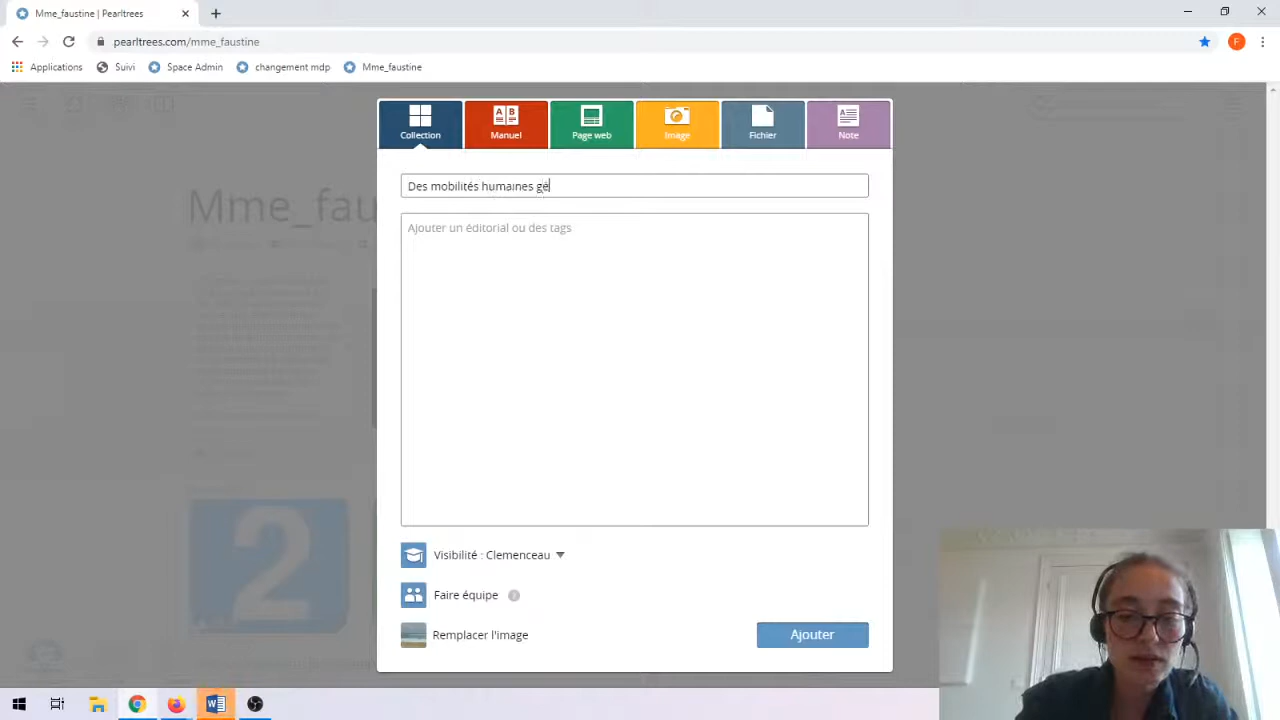 Mme_faustine | Pearltrees
pearltrees.com/mme_faustine
Applications Suivi Space Admin changement mdp Mme_faustine
Collection Manuel Page web Image Fichier Note
Des mobilités humaines gé
Mme_fau
Ajouter un éditorial ou des tags
2
Visibilité : Clemenceau
Faire équipe
Remplacer l'image
Ajouter